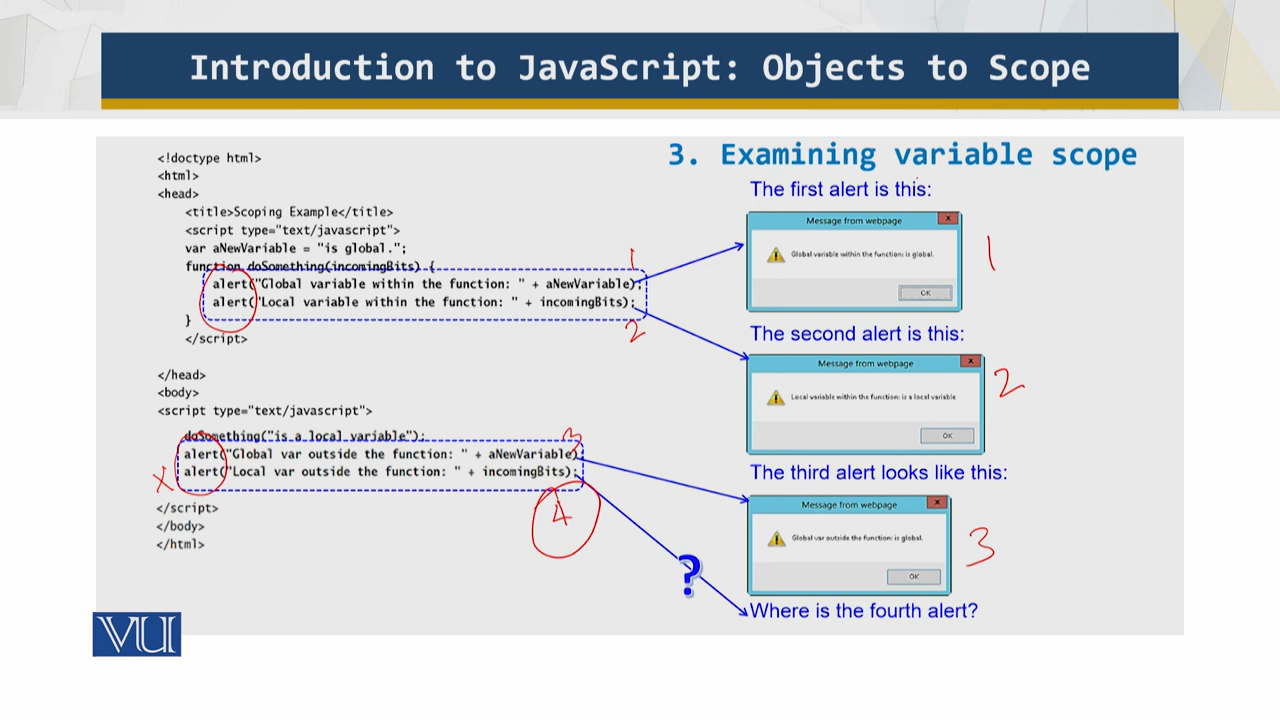 Introduction to JavaScript: Objects to Scope
3. Examining variable scope
<!doctype html>
<html>
<head>
<title>Scoping Example</title>
<script type="text/javascript">
var aNewVariable = "is global.";
function doSomething(incomingBits) {
alert("Global variable within the function: " + aNewVariable);
alert("Local variable within the function: " + incomingBits);
}
</script>
</head>
<body>
<script type="text/javascript">
doSomething("is a local variable");
alert("Global var outside the function: " + aNewVariable);
alert("Local var outside the function: " + incomingBits);
</script>
</body>
</html>
1
2
3
4
X
The first alert is this:
Message from webpage
x
Global variable within the function: is global.
OK
1
The second alert is this:
Message from webpage
x
Local variable within the function: is a local variable
OK
2
The third alert looks like this:
Message from webpage
x
Global var outside the function: is global.
OK
3
?
Where is the fourth alert?
VU